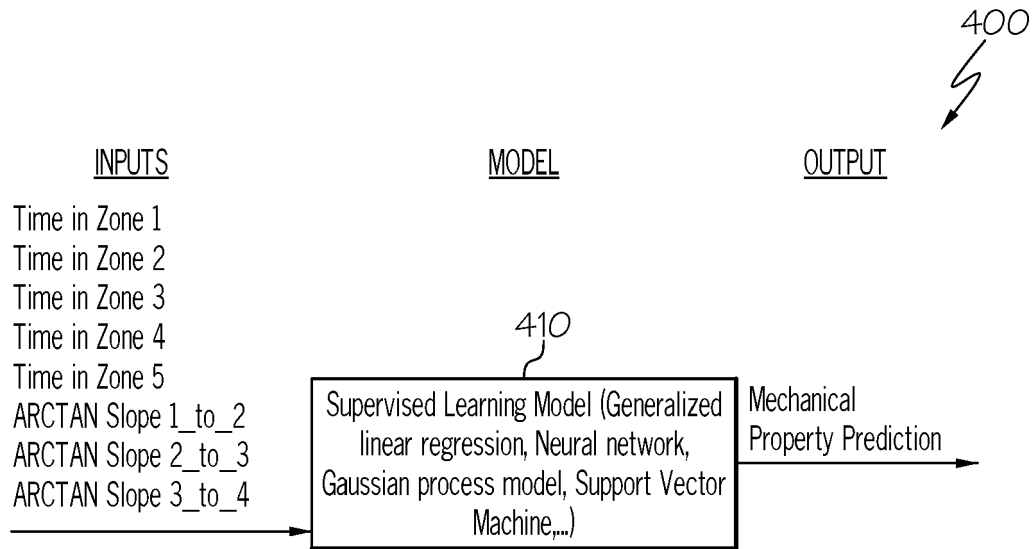 400
INPUTS
MODEL
OUTPUT
Time in Zone 1
Time in Zone 2
Time in Zone 3
Time in Zone 4
Time in Zone 5
ARCTAN Slope 1_to_2
ARCTAN Slope 2_to_3
ARCTAN Slope 3_to_4
410
Supervised Learning Model (Generalized
linear regression, Neural network,
Gaussian process model, Support Vector
Machine,...)
Mechanical
Property Prediction